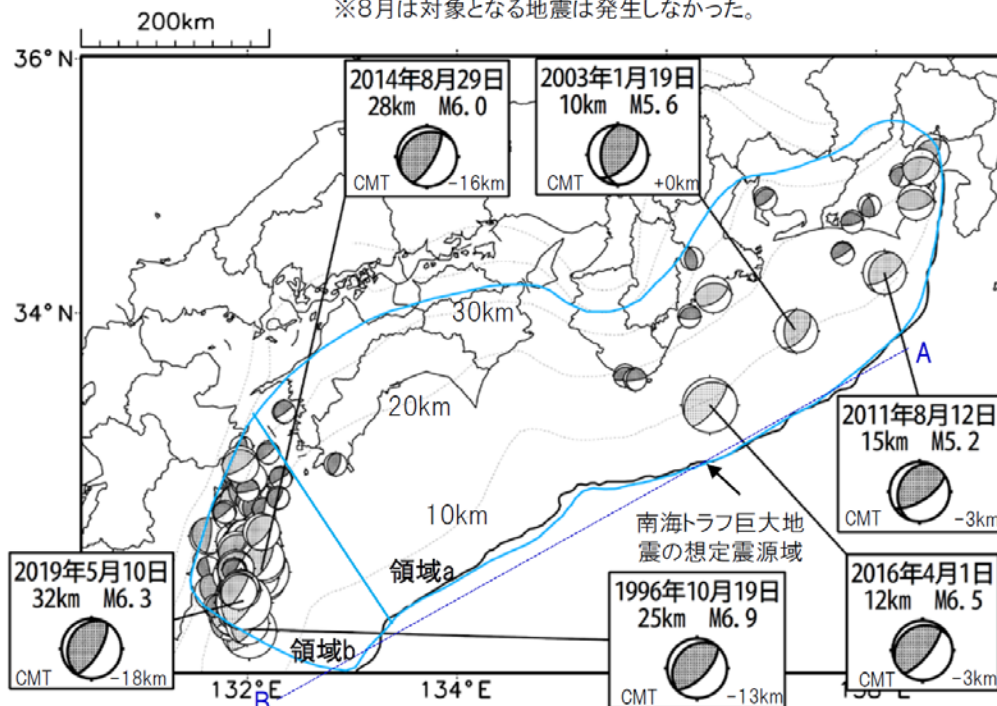 ※8月は対象となる地震は発生しなかった。
200km
36°N
2014年8月29日
28km M6.0
CMT -16km
2003年1月19日
10km M5.6
CMT +0km
34°N
30km
A
20km
2011年8月12日
15km M5.2
CMT -3km
10km
南海トラフ巨大地
震の想定震源域
2019年5月10日
32km M6.3
CMT -18km
領域a
1996年10月19日
25km M6.9
CMT -13km
2016年4月1日
12km M6.5
CMT -3km
領域b
B
132°E
134°E